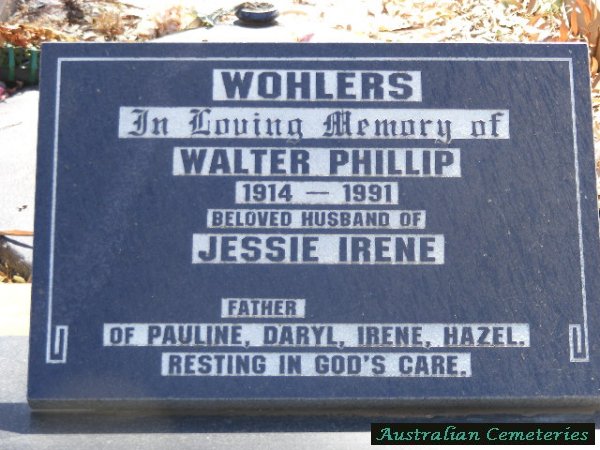 WOHLERS
In Loving Memory of
WALTER PHILLIP
1914 — 1991
BELOVED HUSBAND OF
JESSIE IRENE
FATHER
OF PAULINE, DARYL, IRENE, HAZEL.
RESTING IN GOD'S CARE.
Australian Cemeteries